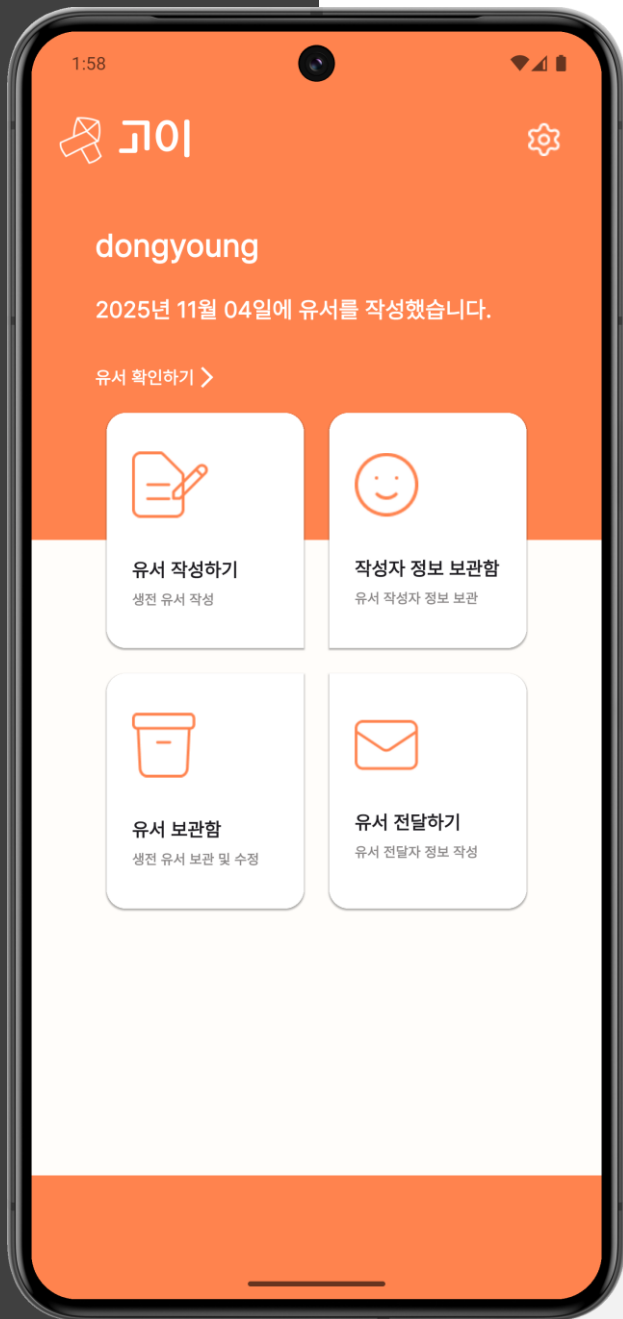 1:58
고이
dongyoung
2025년 11월 04일에 유서를 작성했습니다.
유서 확인하기
유서 작성하기
생전 유서 작성
작성자 정보 보관함
유서 작성자 정보 보관
유서 보관함
생전 유서 보관 및 수정
유서 전달하기
유서 전달자 정보 작성